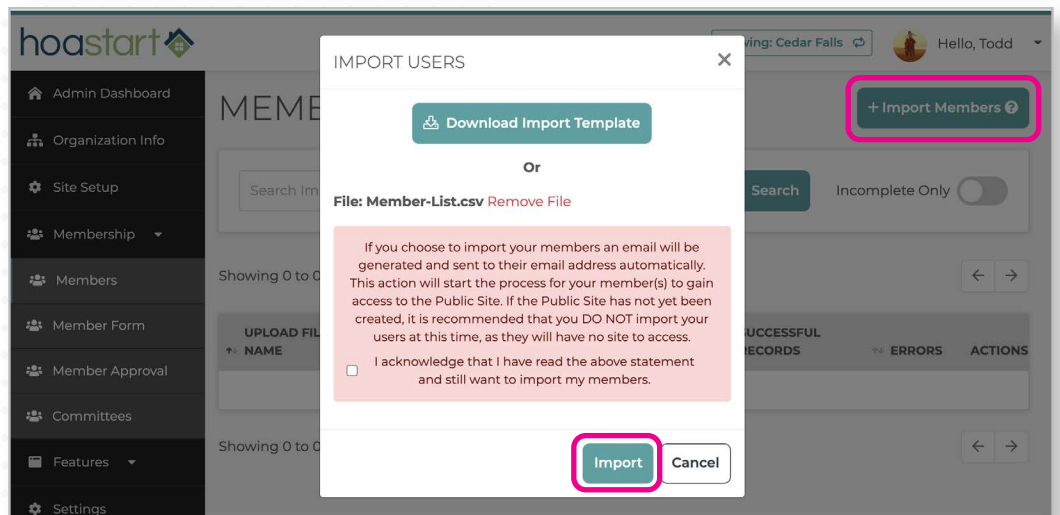 hoastart
Viewing: Cedar Falls
Hello, Todd
Admin Dashboard
Organization Info
Site Setup
Membership
Members
Member Form
Member Approval
Committees
Features
Settings
+ Import Members
Search
Incomplete Only
Showing 0 to 0
UPLOAD
NAME
SUCCESSFUL
RECORDS
ERRORS
ACTIONS
Showing 0 to 0
IMPORT USERS
Download Import Template
Or
File: Member-List.csv Remove File
If you choose to import your members an email will be
generated and sent to their email address automatically.
This action will start the process for your member(s) to gain
access to the Public Site. If the Public Site has not yet been
created, it is recommended that you DO NOT import your
users at this time, as they will have no site to access.
I acknowledge that I have read the above statement
and still want to import my members.
Import
Cancel